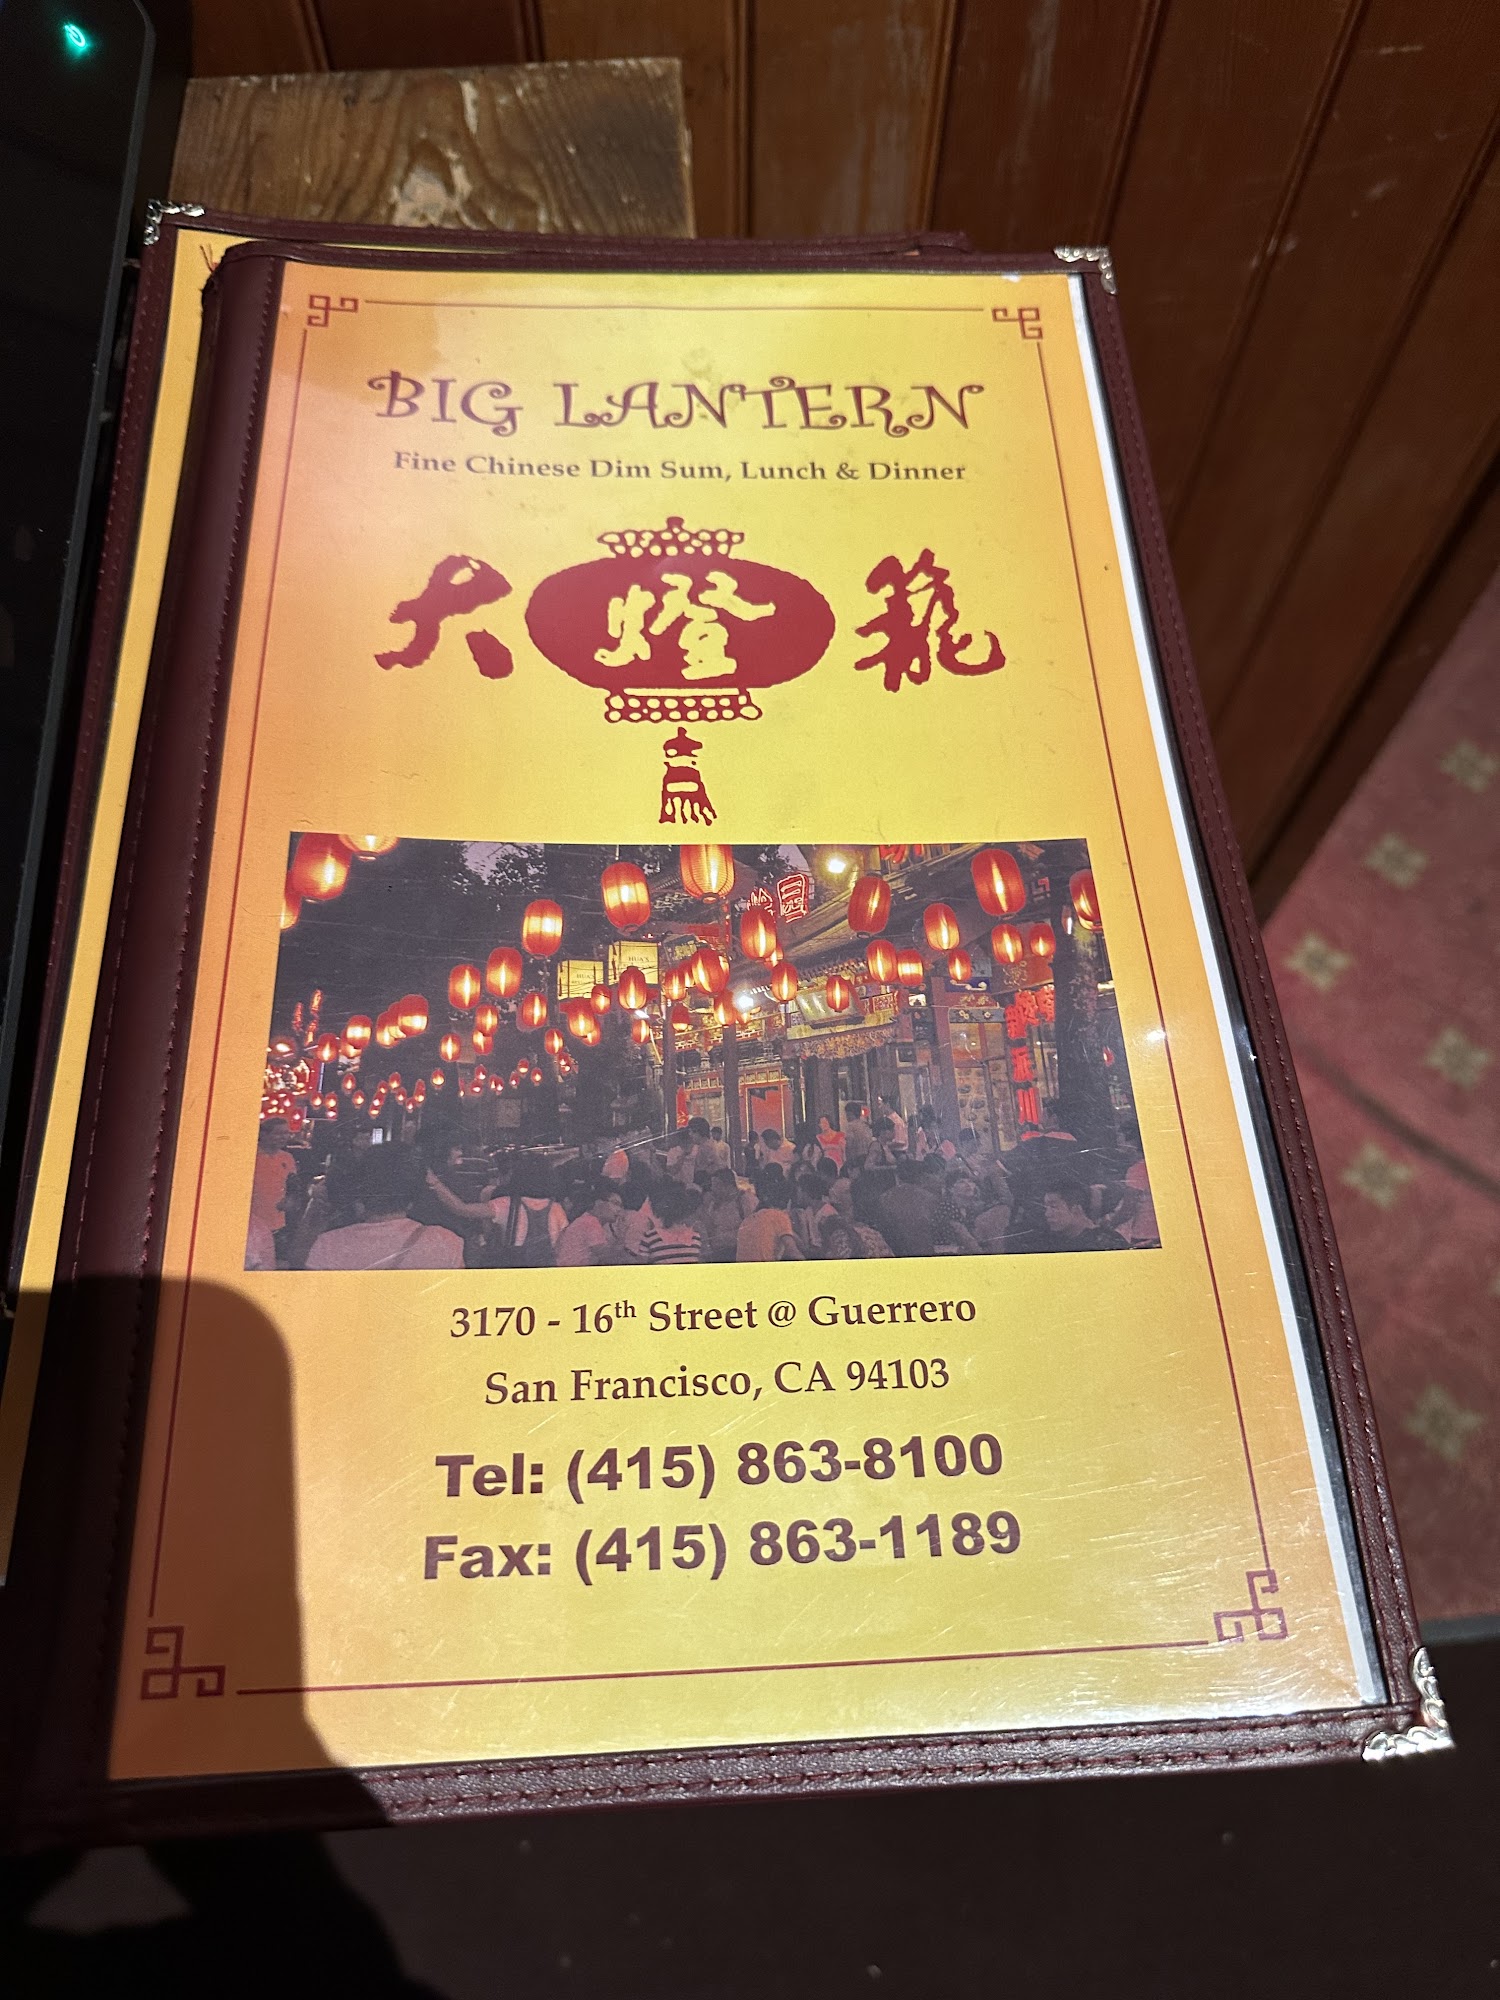 BIG LANTERN
Fine Chinese Dim Sum, Lunch & Dinner
大燈籠
3170 - 16th Street @ Guerrero
San Francisco, CA 94103
Tel: (415) 863-8100
Fax: (415) 863-1189